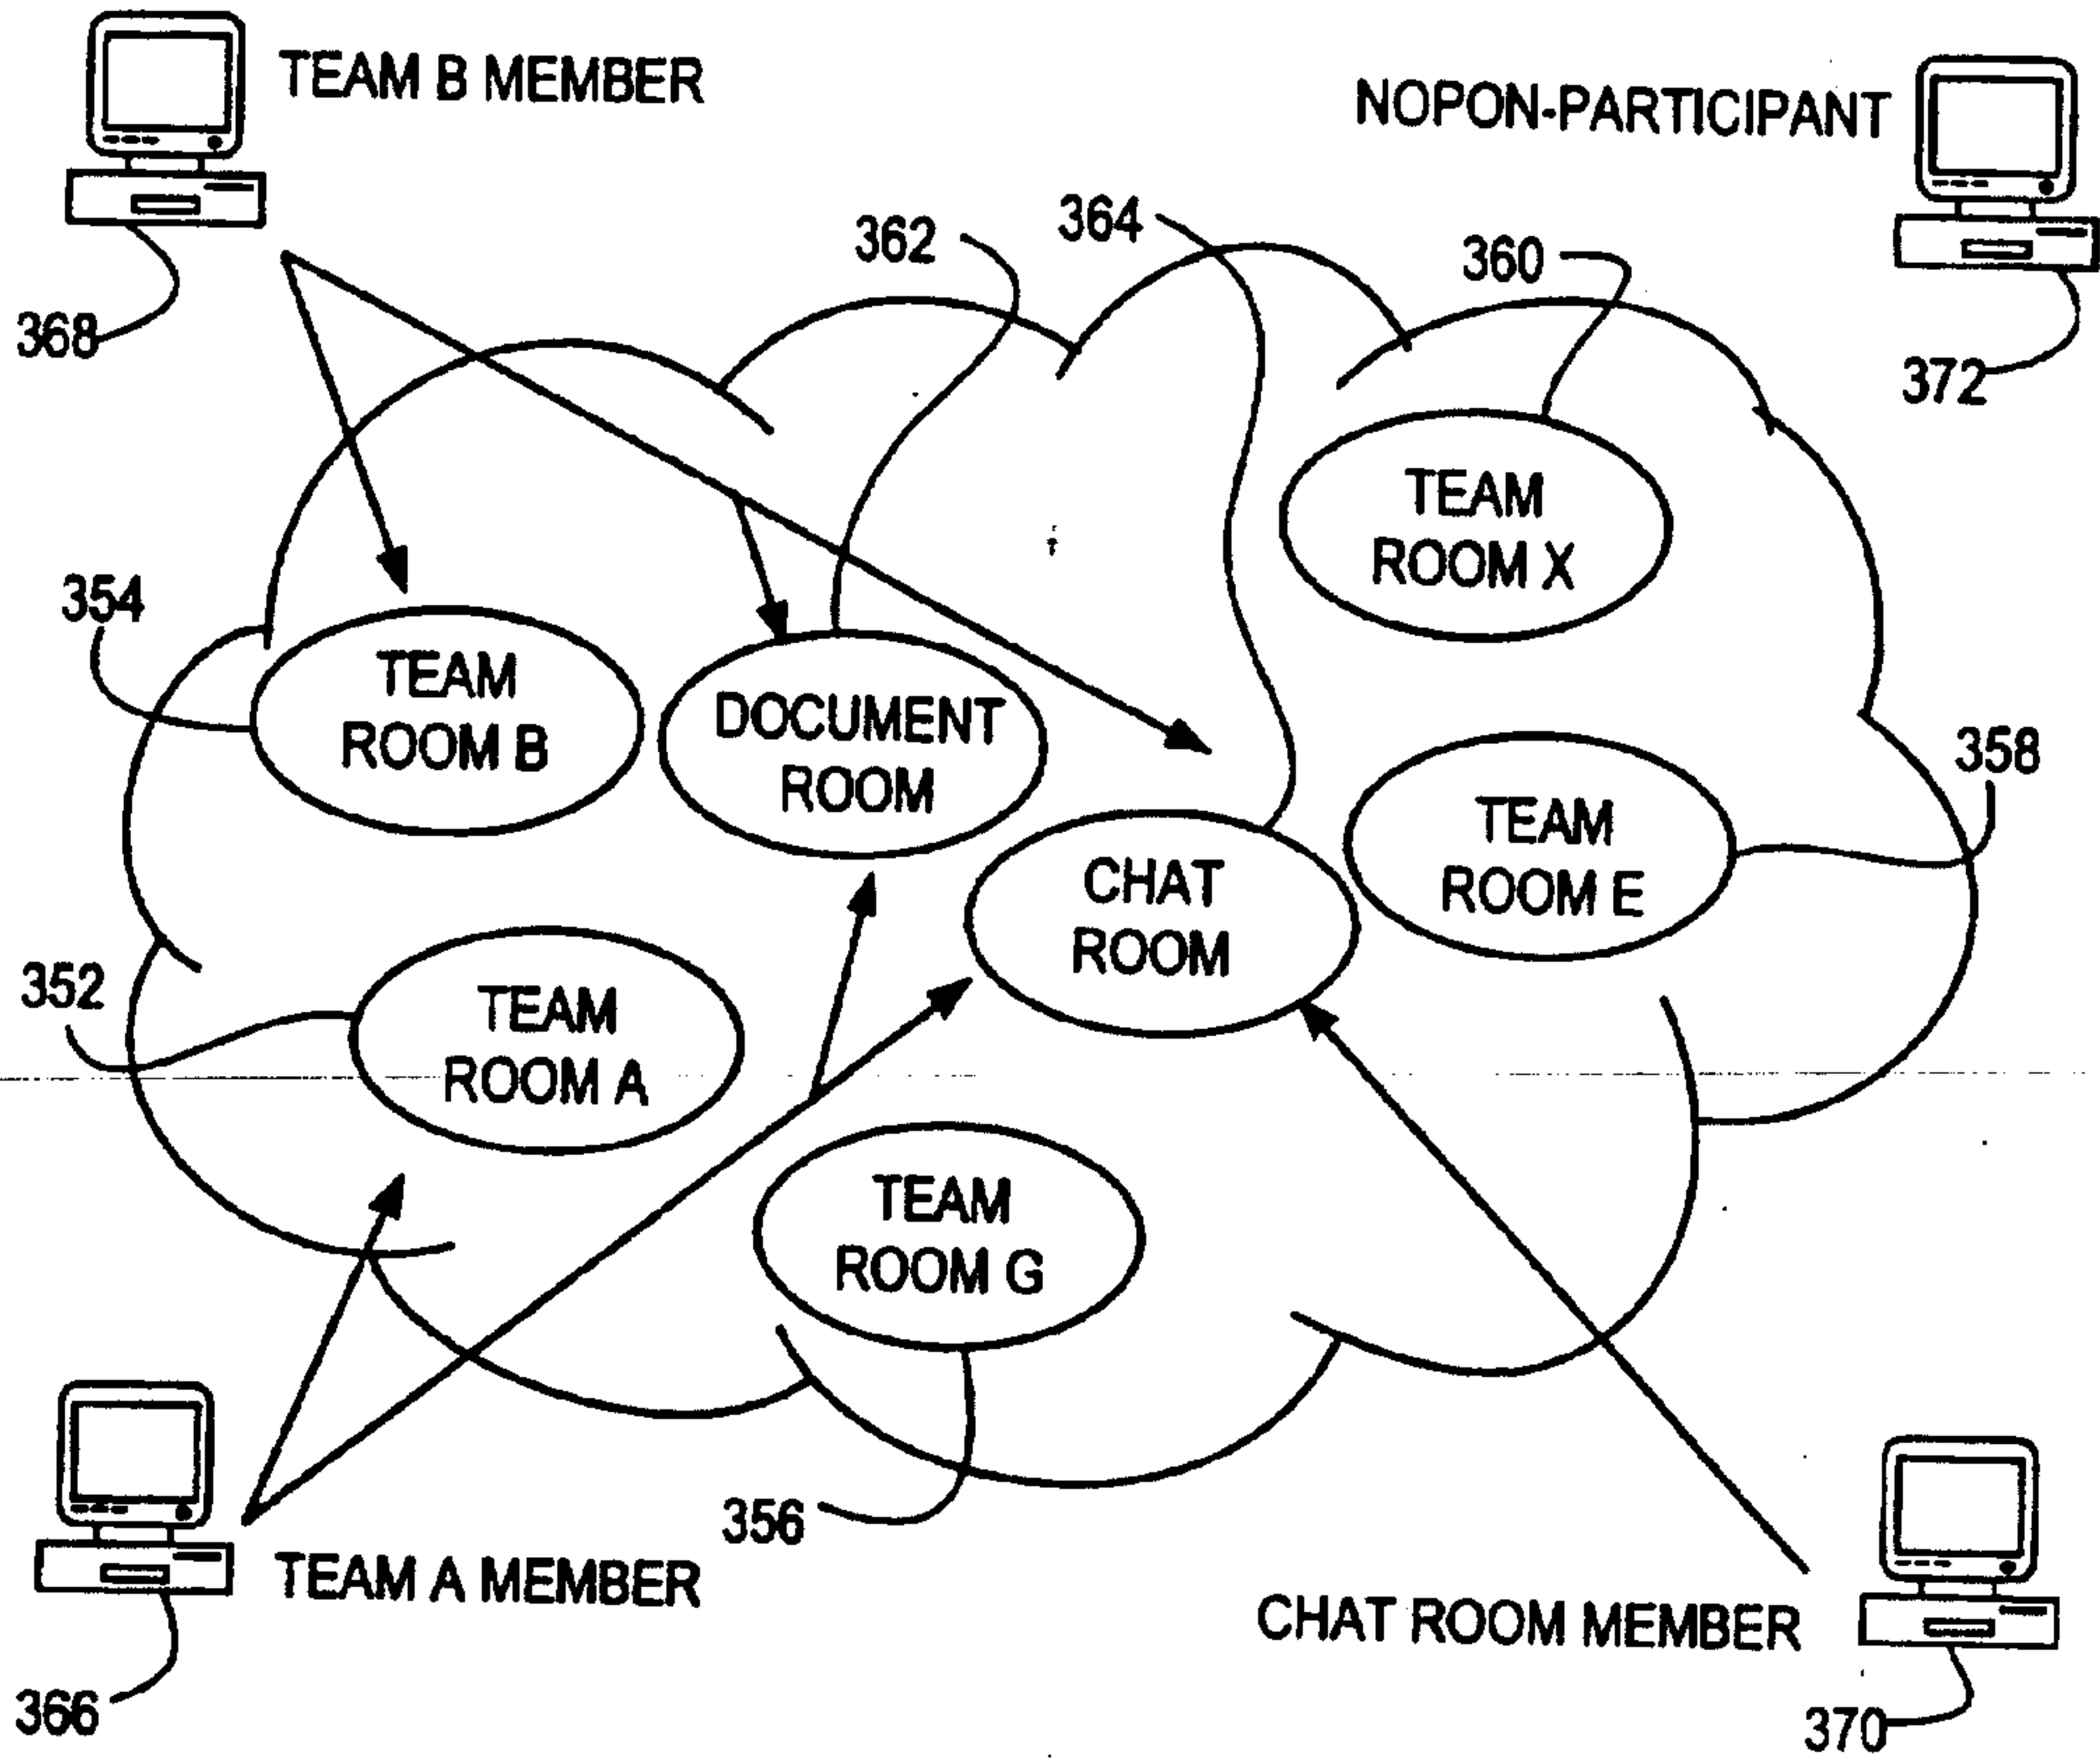 TEAM B MEMBER
NOPON-PARTICIPANT
362
364
360
368
372
TEAM
ROOM X
354
TEAM
ROOM B
DOCUMENT
ROOM
358
TEAM
ROOM E
CHAT
ROOM
352
TEAM
ROOM A
TEAM
ROOM G
356
TEAM A MEMBER
CHAT ROOM MEMBER
366
370